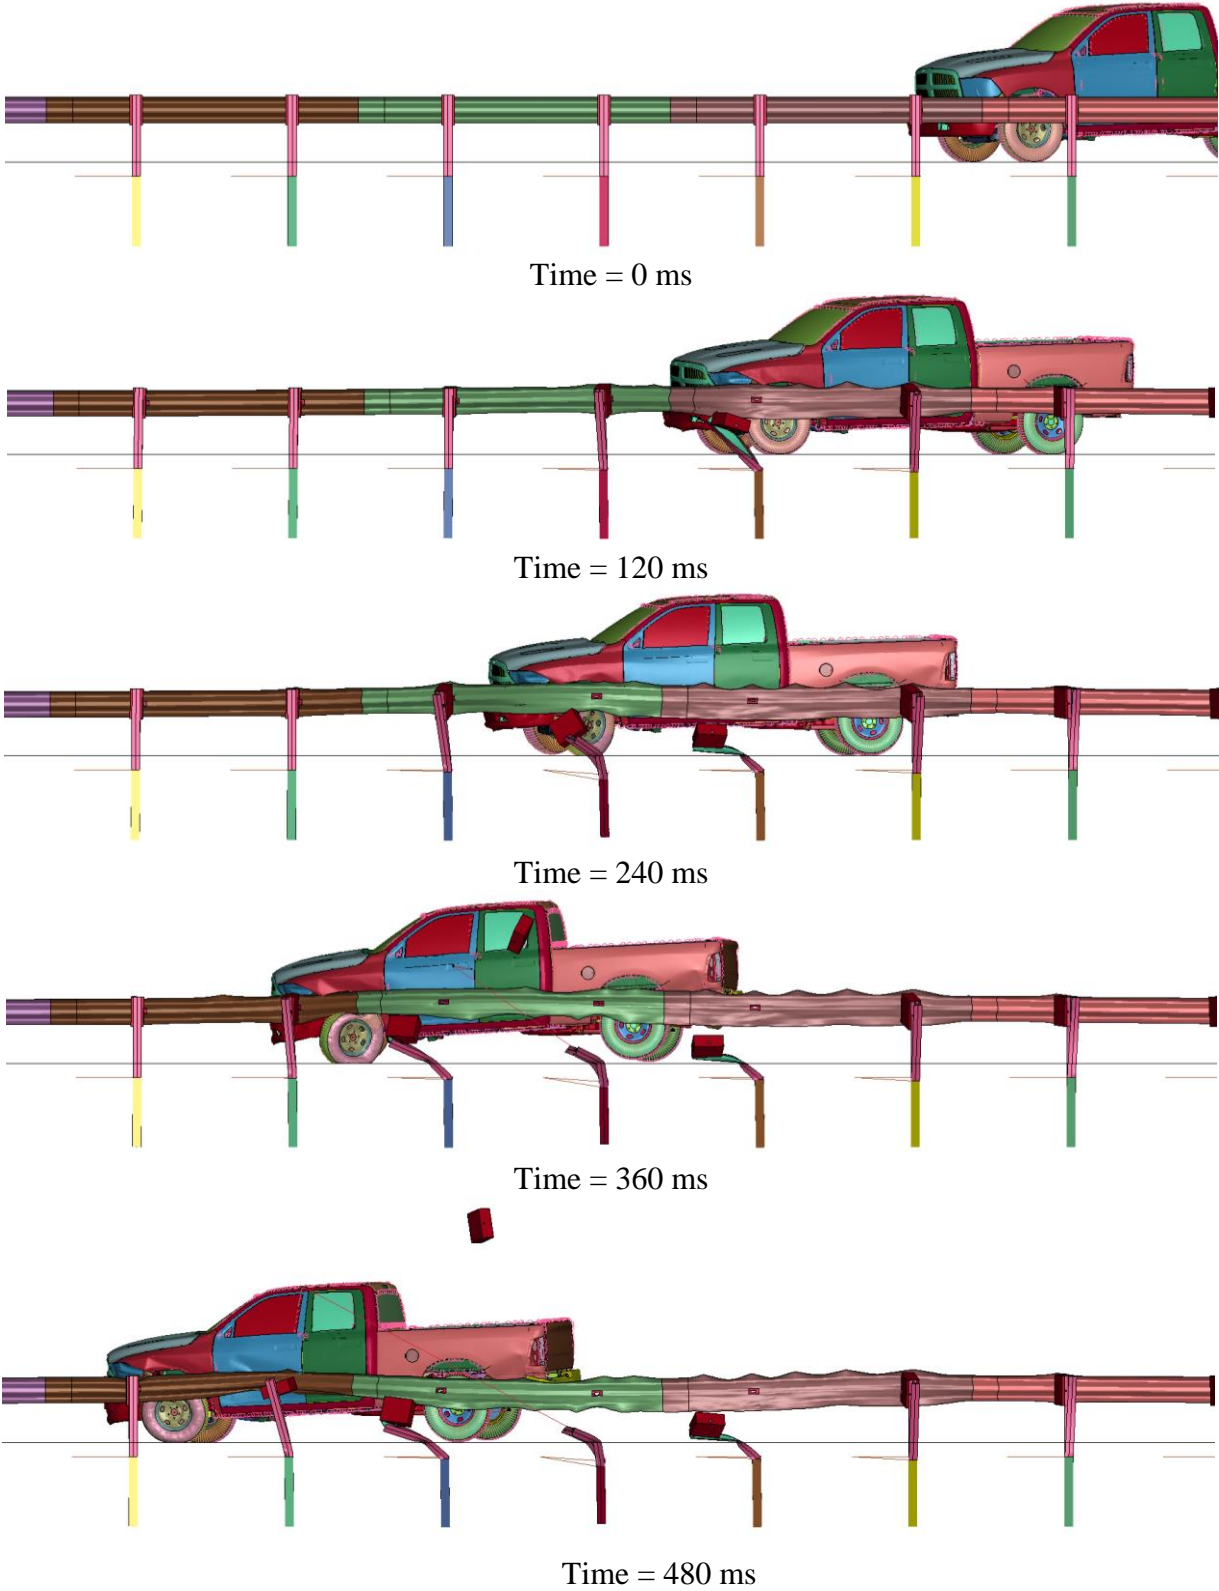 Time = 0 ms
Time = 120 ms
Time = 240 ms
Time = 360 ms
Time = 480 ms